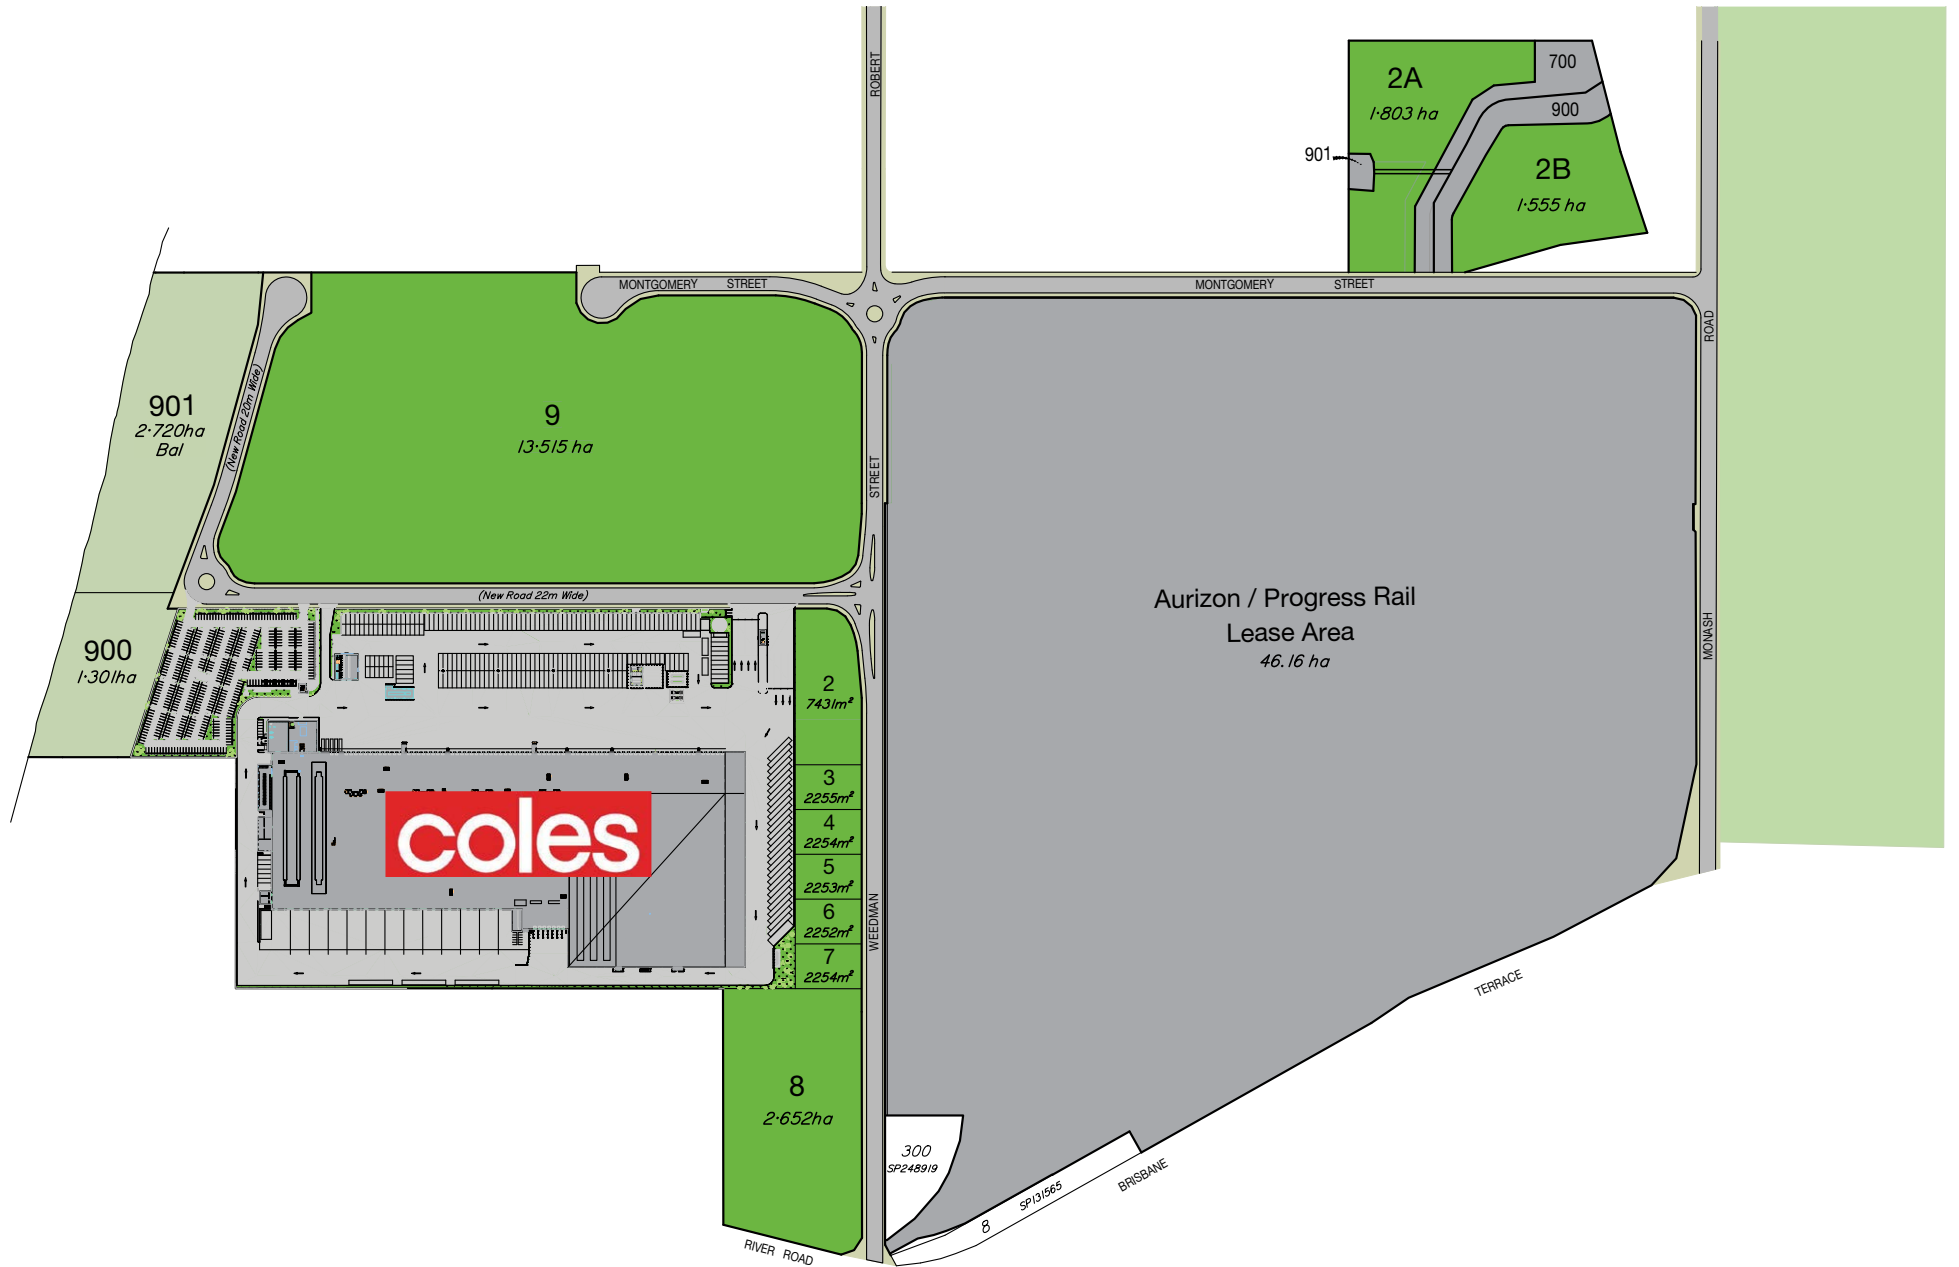 ROBERT
700
2A
1·803 ha
900
901
2B
1·555 ha
MONTGOMERY STREET
MONTGOMERY STREET
ROAD
901
2·720ha
Bal
(New Road 20m Wide)
9
13·515 ha
STREET
(New Road 22m Wide)
Aurizon / Progress Rail
Lease Area
46.16 ha
MONASH
900
1·301ha
2
7431m²
3
2255m²
4
2254m²
5
2253m²
6
2252m²
7
2254m²
coles
WEEDMAN
TERRACE
8
2·652ha
300
SP248919
BRISBANE
8 SP131565
RIVER ROAD